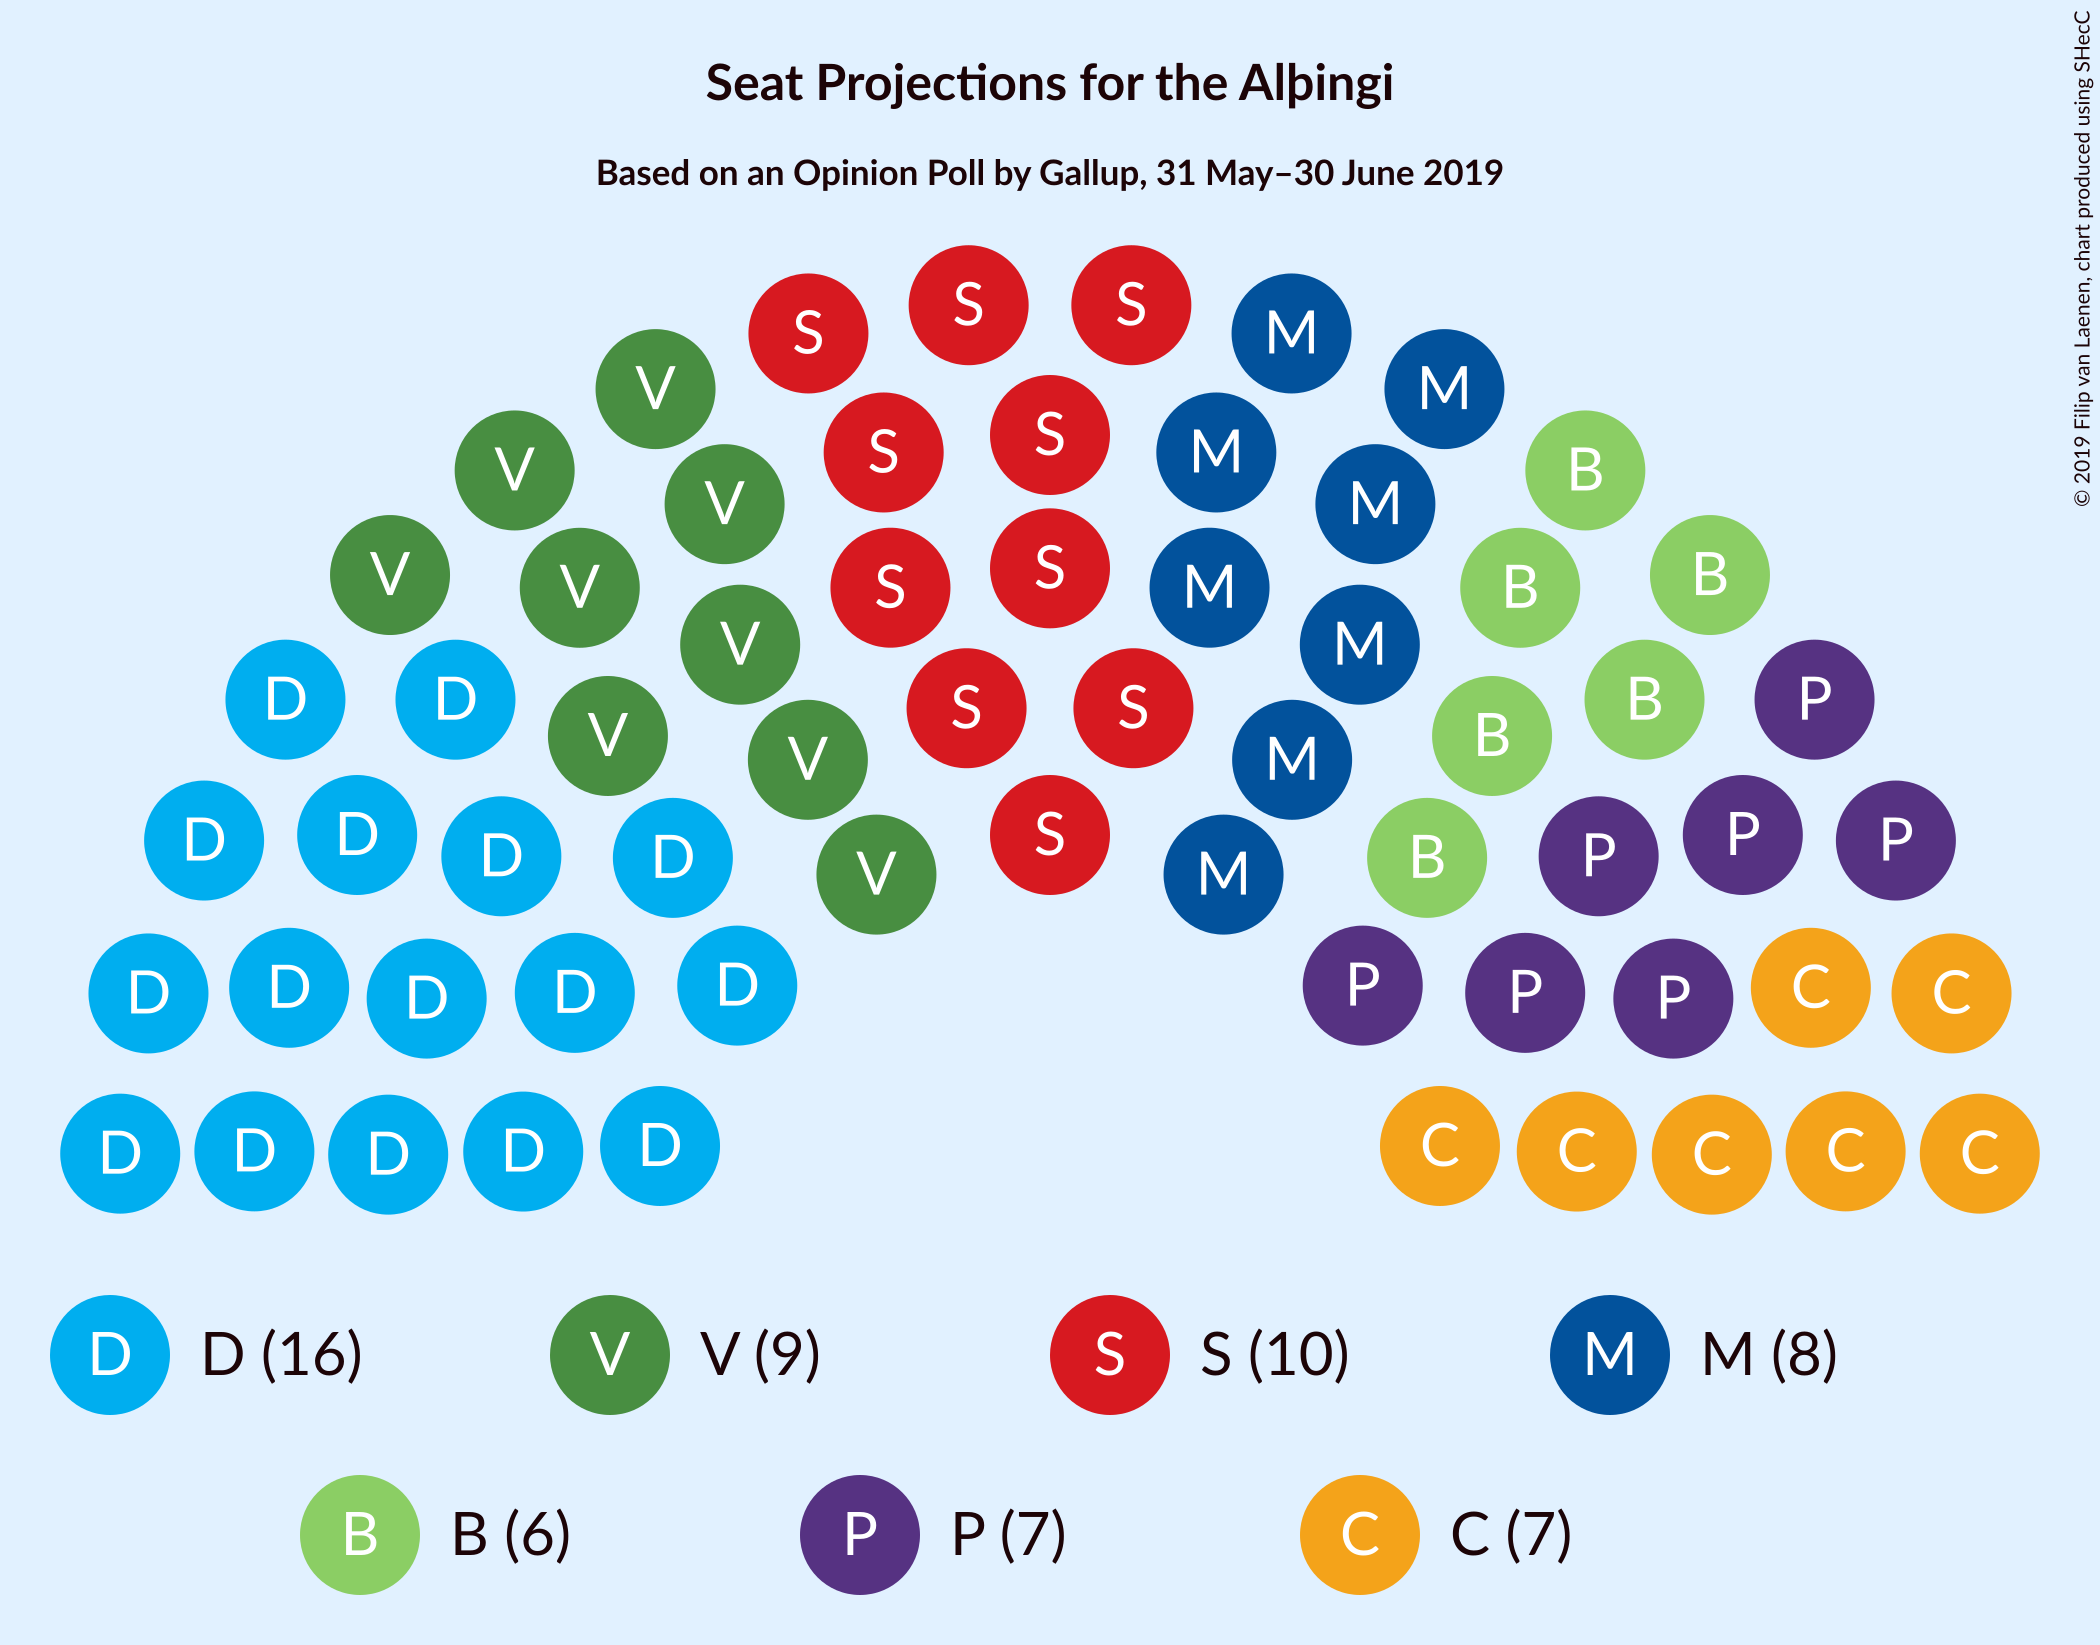 Seat Projections for the Alþingi
Based on an Opinion Poll by Gallup, 31 May–30 June 2019
© 2019 Filip van Laenen, chart produced using SHecC
S S
S M
V M
S
S M
V B
V M
V B
V S
S M
B
V M
D D B P
S S
V B
V M
D D P P
S
D D B P
V M
D P
D D D D P P C C
D P
D D D D D C C C C C
D D (16) V V (9) S S (10) M M (8)
B B (6) P P (7) C C (7)